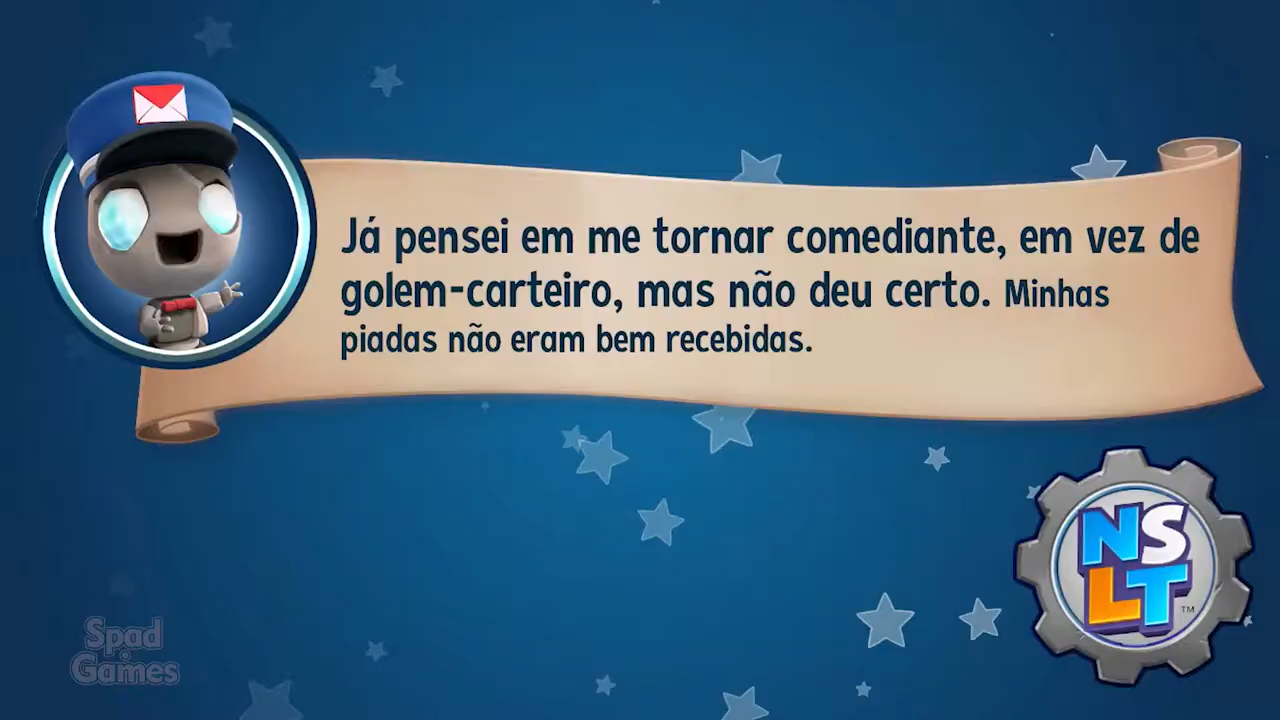 Já pensei em me tornar comediante, em vez de
golem-carteiro, mas não deu certo. Minhas
piadas não eram bem recebidas.
NS
LT™
Spad
Games